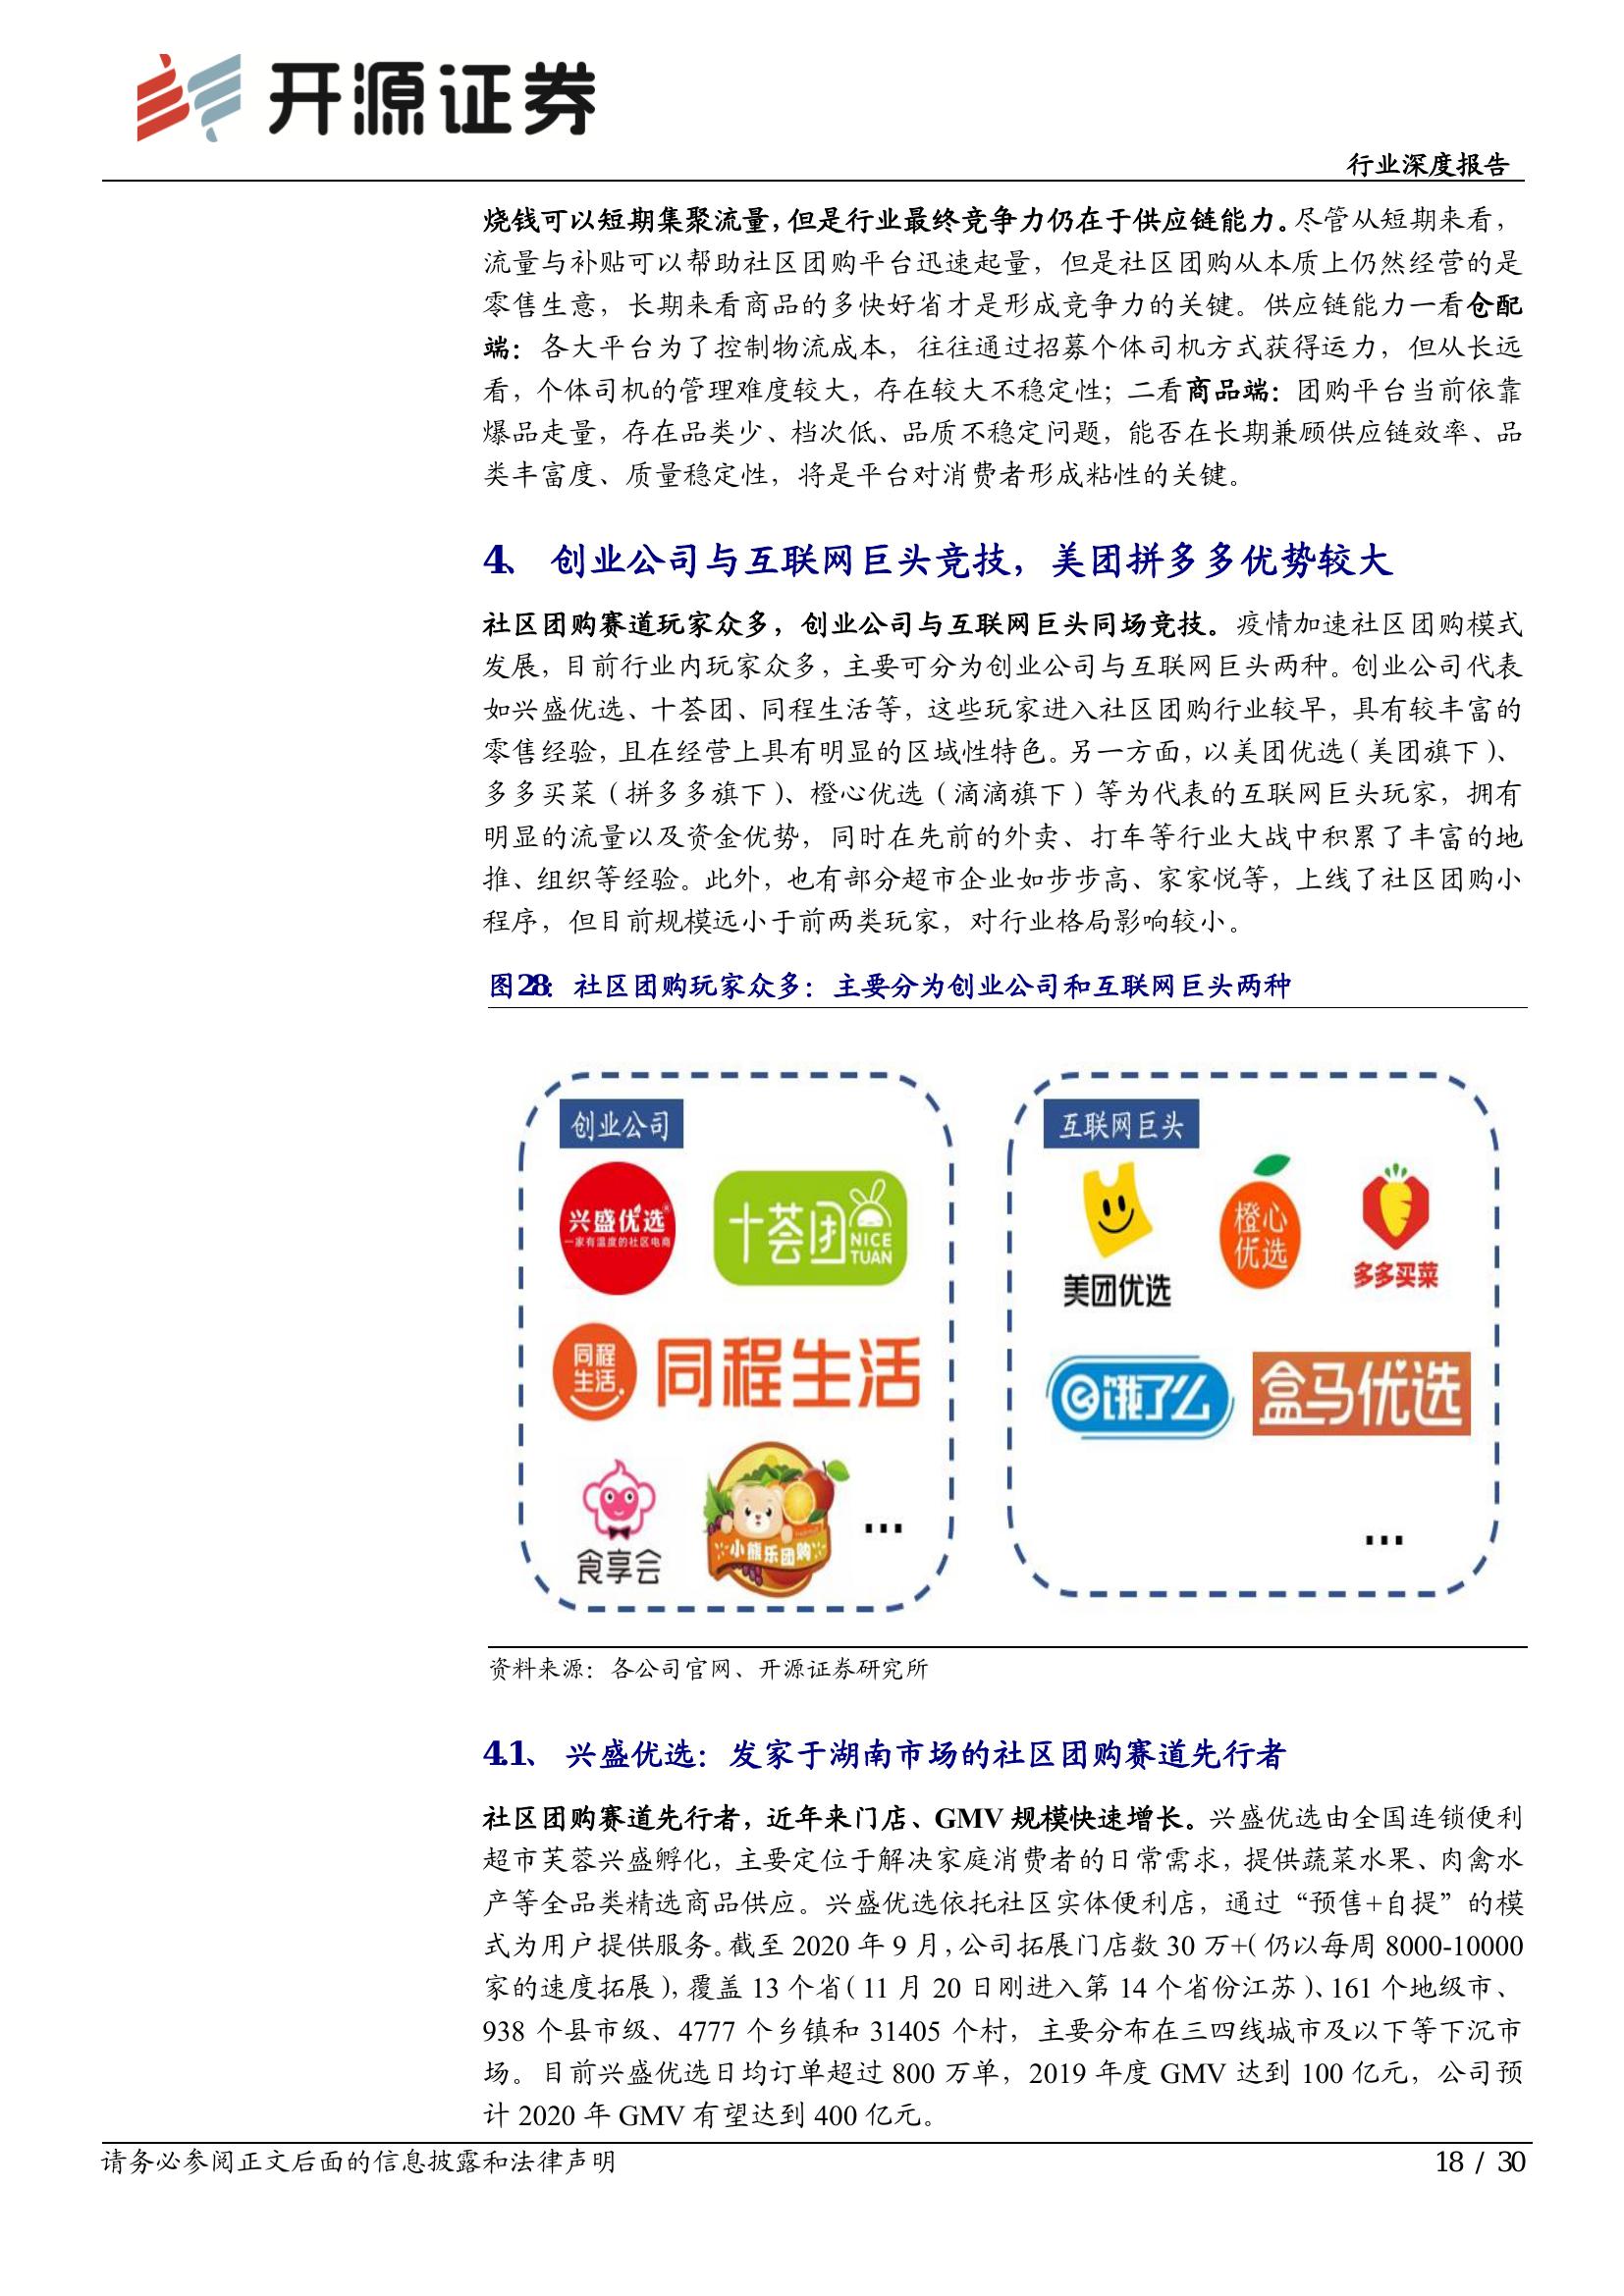 开源证券
行业深度报告
烧钱可以短期集聚流量，但是行业最终竞争力仍在于供应链能力。尽管从短期来看，
流量与补贴可以帮助社区团购平台迅速起量，但是社区团购从本质上仍然经营的是
零售生意，长期来看商品的多快好省才是形成竞争力的关键。供应链能力一看仓配
端：各大平台为了控制物流成本，往往通过招募个体司机方式获得运力，但从长远
看，个体司机的管理难度较大，存在较大不稳定性；二看商品端：团购平台当前依靠
爆品走量，存在品类少、档次低、品质不稳定问题，能否在长期兼顾供应链效率、品
类丰富度、质量稳定性，将是平台对消费者形成粘性的关键。
4、 创业公司与互联网巨头竞技，美团拼多多优势较大
社区团购赛道玩家众多，创业公司与互联网巨头同场竞技。疫情加速社区团购模式
发展，目前行业内玩家众多，主要可分为创业公司与互联网巨头两种。创业公司代表
如兴盛优选、十荟团、同程生活等，这些玩家进入社区团购行业较早，具有较丰富的
零售经验，且在经营上具有明显的区域性特色。另一方面，以美团优选（美团旗下）、
多多买菜（拼多多旗下）、橙心优选（滴滴旗下）等为代表的互联网巨头玩家，拥有
明显的流量以及资金优势，同时在先前的外卖、打车等行业大战中积累了丰富的地
推、组织等经验。此外，也有部分超市企业如步步高、家家悦等，上线了社区团购小
程序，但目前规模远小于前两类玩家，对行业格局影响较小。
图28：社区团购玩家众多：主要分为创业公司和互联网巨头两种
创业公司
兴盛优选®
一家有温度的社区电商
十荟团
NICE
TUAN
同程
生活
同程生活
食享会
小熊乐团购
...
互联网巨头
美团优选
橙心
优选
多多买菜
e饿了么
盒马优选
...
资料来源：各公司官网、开源证券研究所
4.1、 兴盛优选：发家于湖南市场的社区团购赛道先行者
社区团购赛道先行者，近年来门店、GMV 规模快速增长。兴盛优选由全国连锁便利
超市芙蓉兴盛孵化，主要定位于解决家庭消费者的日常需求，提供蔬菜水果、肉禽水
产等全品类精选商品供应。兴盛优选依托社区实体便利店，通过“预售+自提”的模
式为用户提供服务。截至 2020 年 9 月，公司拓展门店数 30 万+（仍以每周 8000-10000
家的速度拓展），覆盖 13 个省（11 月 20 日刚进入第 14 个省份江苏）、161 个地级市、
938 个县市级、4777 个乡镇和 31405 个村，主要分布在三四线城市及以下等下沉市
场。目前兴盛优选日均订单超过 800 万单，2019 年度 GMV 达到 100 亿元，公司预
计 2020 年 GMV 有望达到 400 亿元。
请务必参阅正文后面的信息披露和法律声明
18 / 30